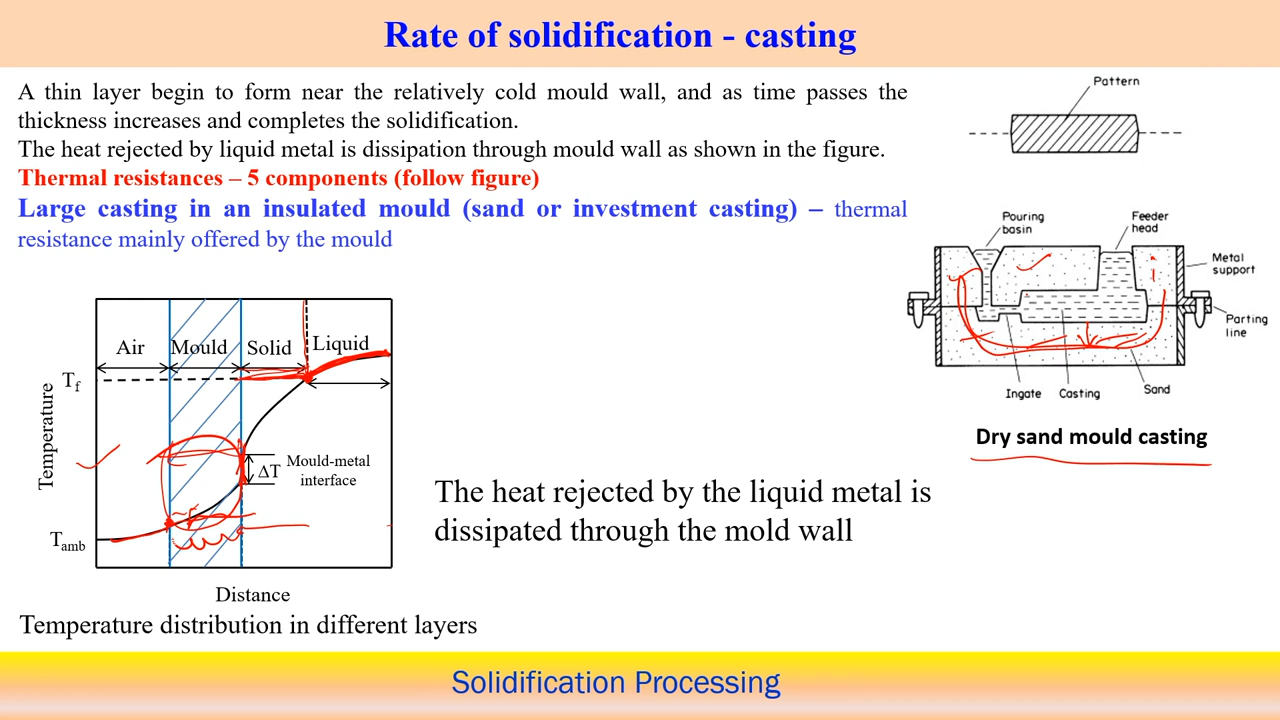 Rate of solidification - casting
A thin layer begin to form near the relatively cold mould wall, and as time passes the
thickness increases and completes the solidification.
The heat rejected by liquid metal is dissipation through mould wall as shown in the figure.
Thermal resistances – 5 components (follow figure)
Large casting in an insulated mould (sand or investment casting) – thermal
resistance mainly offered by the mould
Pattern
Pouring
basin
Feeder
head
Metal
support
Parting
line
Ingate
Casting
Sand
Dry sand mould casting
Air
Mould
Solid
Liquid
Tf
Temperature
ΔT
Mould-metal
interface
Tamb
Distance
The heat rejected by the liquid metal is
dissipated through the mold wall
Temperature distribution in different layers
Solidification Processing